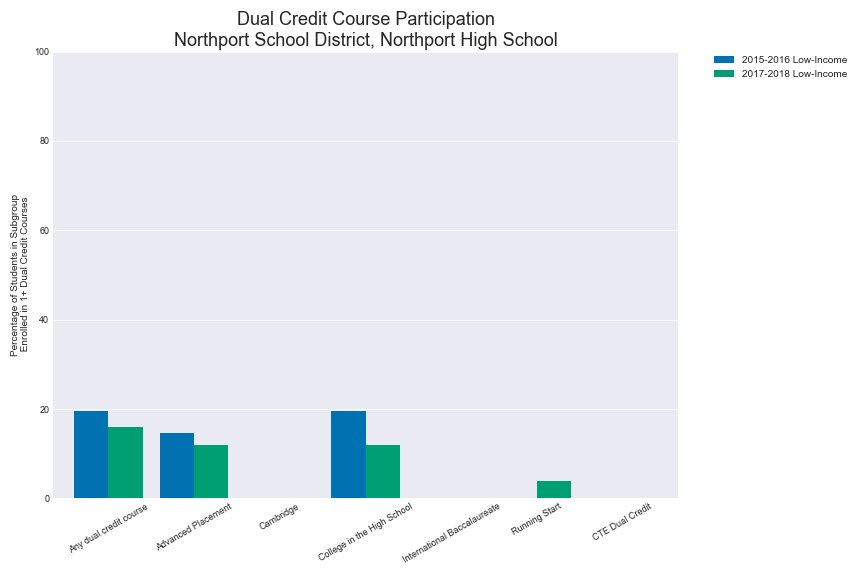 Dual Credit Course Participation
Northport School District, Northport High School
2015-2016 Low-Income
2017-2018 Low-Income
Percentage of Students in Subgroup
Enrolled in 1+ Dual Credit Courses
100
80
60
40
20
0
Any dual credit course
Advanced Placement
Cambridge
College in the High School
International Baccalaureate
Running Start
CTE Dual Credit